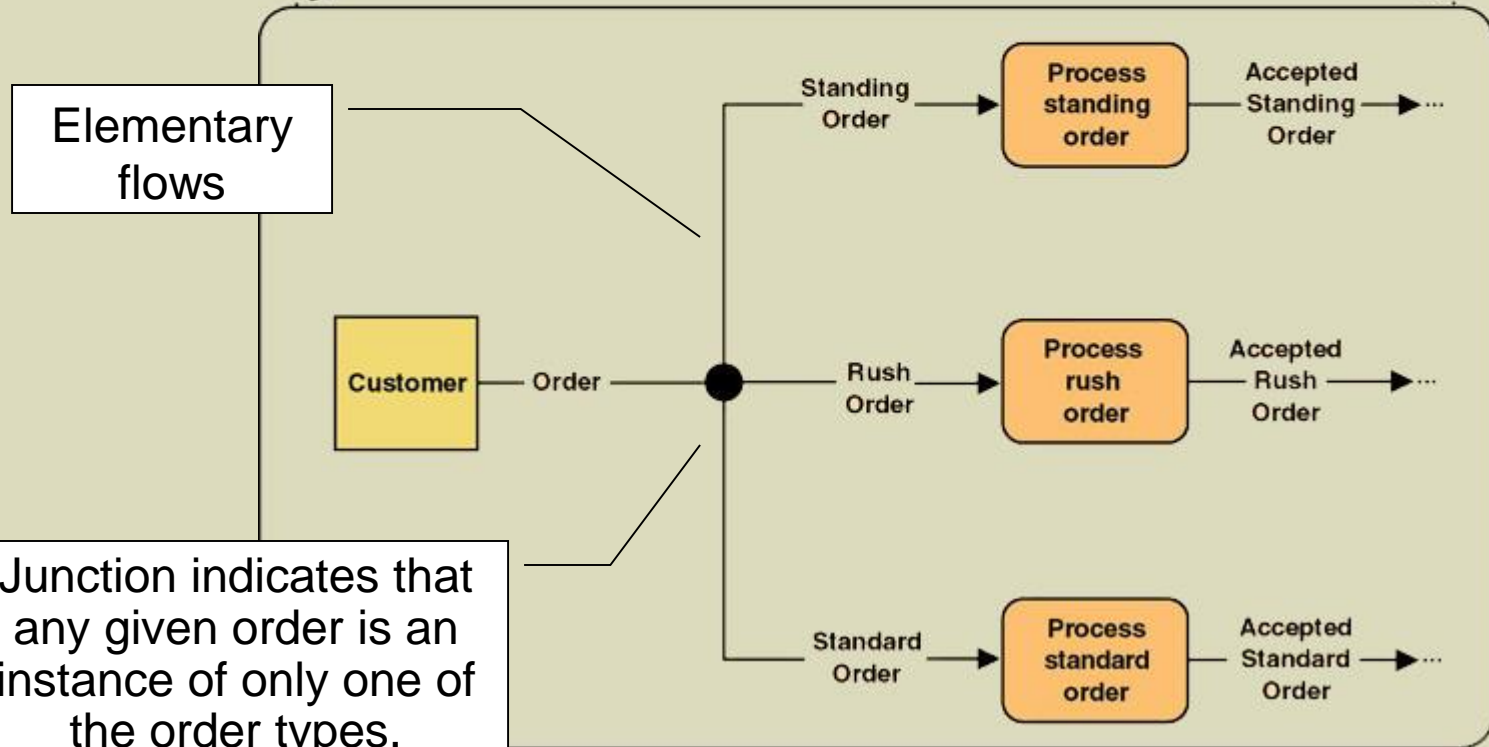 Elementary
flows
Standing
Order
Process
standing
order
Accepted
Standing
Order
...
Customer
Order
Rush
Order
Process
rush
order
Accepted
Rush
Order
...
Junction indicates that
any given order is an
instance of only one of
the order types.
Standard
Order
Process
standard
order
Accepted
Standard
Order
...